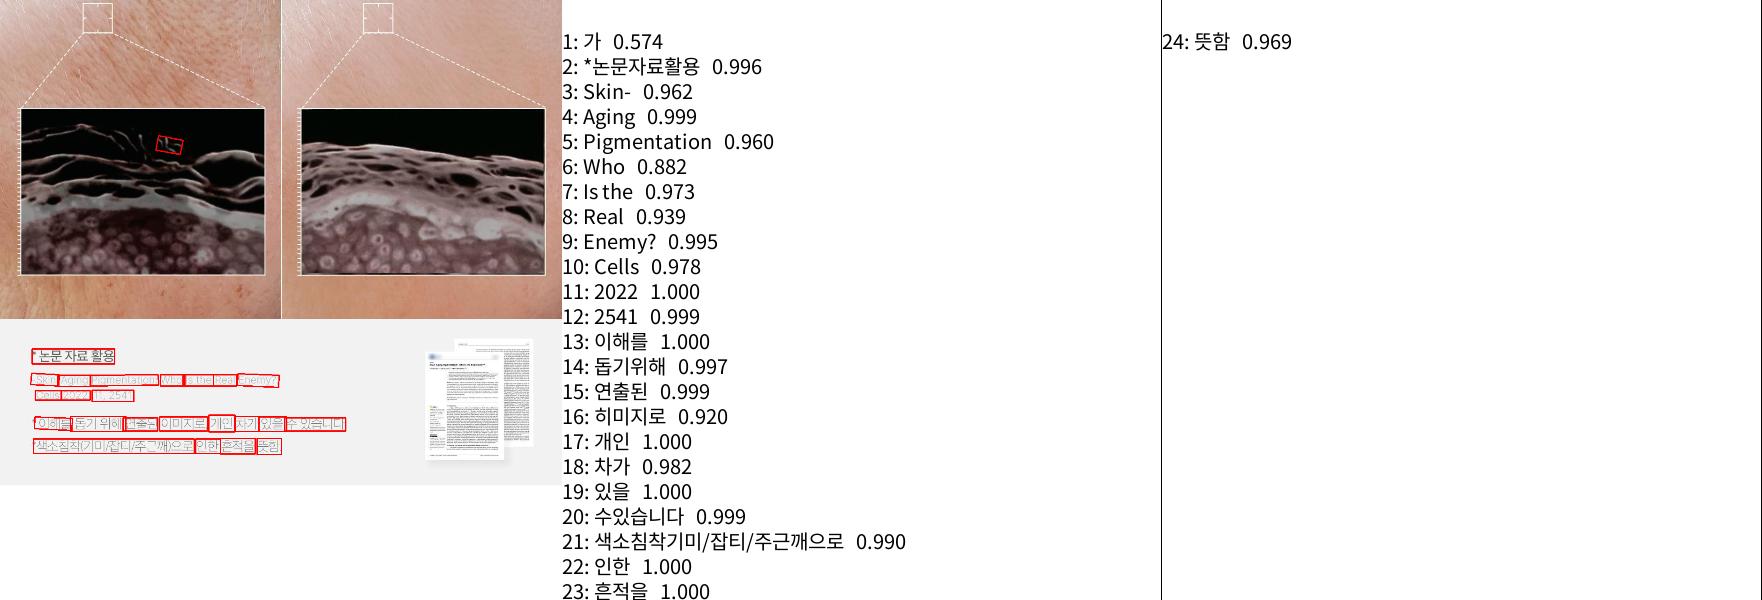 * 논문 자료 활용
-Skin Aging Pigmentation: Who Is the Real Enemy?
Cells 2022, 11, 2541
*이해를 돕기 위해 연출된 이미지로 개인 차가 있을 수 있습니다
*색소침착(기미/잡티/주근깨)으로 인한 흔적을 뜻함
1: 가 0.574
2: *논문자료활용 0.996
3: Skin- 0.962
4: Aging 0.999
5: Pigmentation 0.960
6: Who 0.882
7: Is the 0.973
8: Real 0.939
9: Enemy? 0.995
10: Cells 0.978
11: 2022 1.000
12: 2541 0.999
13: 이해를 1.000
14: 돕기위해 0.997
15: 연출된 0.999
16: 히미지로 0.920
17: 개인 1.000
18: 차가 0.982
19: 있을 1.000
20: 수있습니다 0.999
21: 색소침착기미/잡티/주근깨으로 0.990
22: 인한 1.000
23: 흔적을 1.000
24: 뜻함 0.969